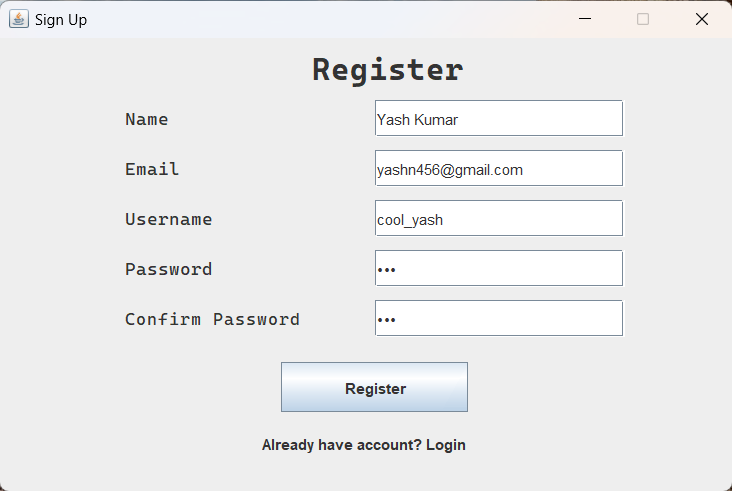 Sign Up
Register
Name Yash Kumar
Email yashn456@gmail.com
Username cool_yash
Password •••
Confirm Password •••
Register
Already have account? Login